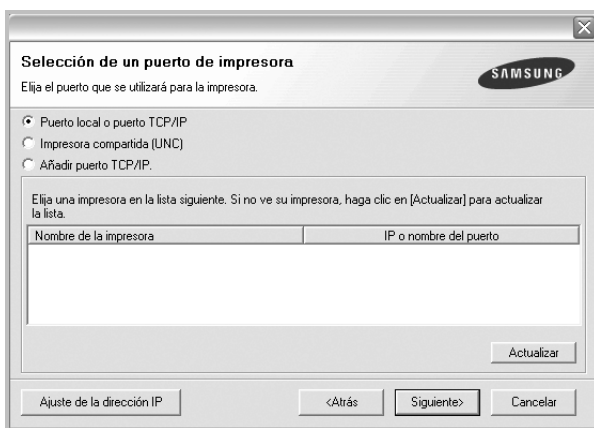 Selección de un puerto de impresora
SAMSUNG
Elija el puerto que se utilizará para la impresora.
Puerto local o puerto TCP/IP
Impresora compartida (UNC)
Añadir puerto TCP/IP.
Elija una impresora en la lista siguiente. Si no ve su impresora, haga clic en [Actualizar] para actualizar
la lista.
Nombre de la impresora IP o nombre del puerto
Actualizar
Ajuste de la dirección IP <Atrás Siguiente> Cancelar